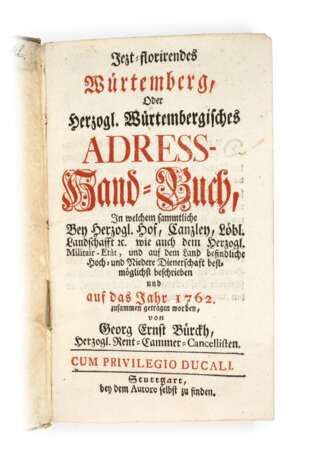 Jezt-florirendes
Würtemberg,
Oder
Herzogl. Würtembergisches
ADRESS-
Hand-Buch,
In welchem sammtliche
Bey Herzogl. Hof, Canzley, Löbl.
Landschafft ꝛc. wie auch dem Herzogl.
Militair-Etât, und auf dem Land befindliche
Hoch- und Niedere Dienerschafft best-
möglichst beschrieben
und
auf das Jahr 1762.
zusammen getragen worden,
von
Georg Ernst Bürckh,
Herzogl. Rent-Cammer-Cancellisten.
CUM PRIVILEGIO DUCALI.
Stuttgart,
bey dem Autore selbst zu finden.